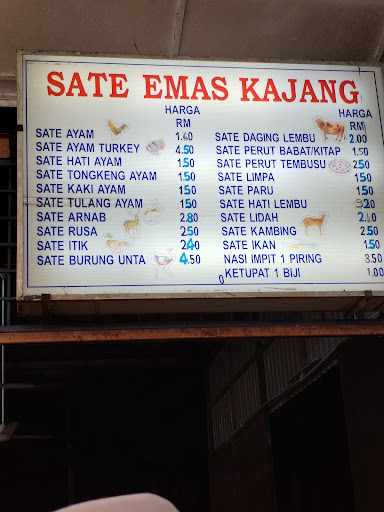 SATE EMAS KAJANG
HARGA
RM
SATE AYAM 1.40
SATE AYAM TURKEY 4.50
SATE HATI AYAM 1.50
SATE TONGKENG AYAM 1.50
SATE KAKI AYAM 1.50
SATE TULANG AYAM 1.50
SATE ARNAB 2.80
SATE RUSA 2.50
SATE ITIK 2.40
SATE BURUNG UNTA 4.50
HARGA
RM
SATE DAGING LEMBU 2.00
SATE PERUT BABAT/KITAP 1.50
SATE PERUT TEMBUSU 2.50
SATE LIMPA 1.50
SATE PARU 1.50
SATE HATI LEMBU
SATE LIDAH
SATE KAMBING 2.50
SATE IKAN 1.50
NASI IMPIT 1 PIRING 3.50
KETUPAT 1 BIJI 1.00